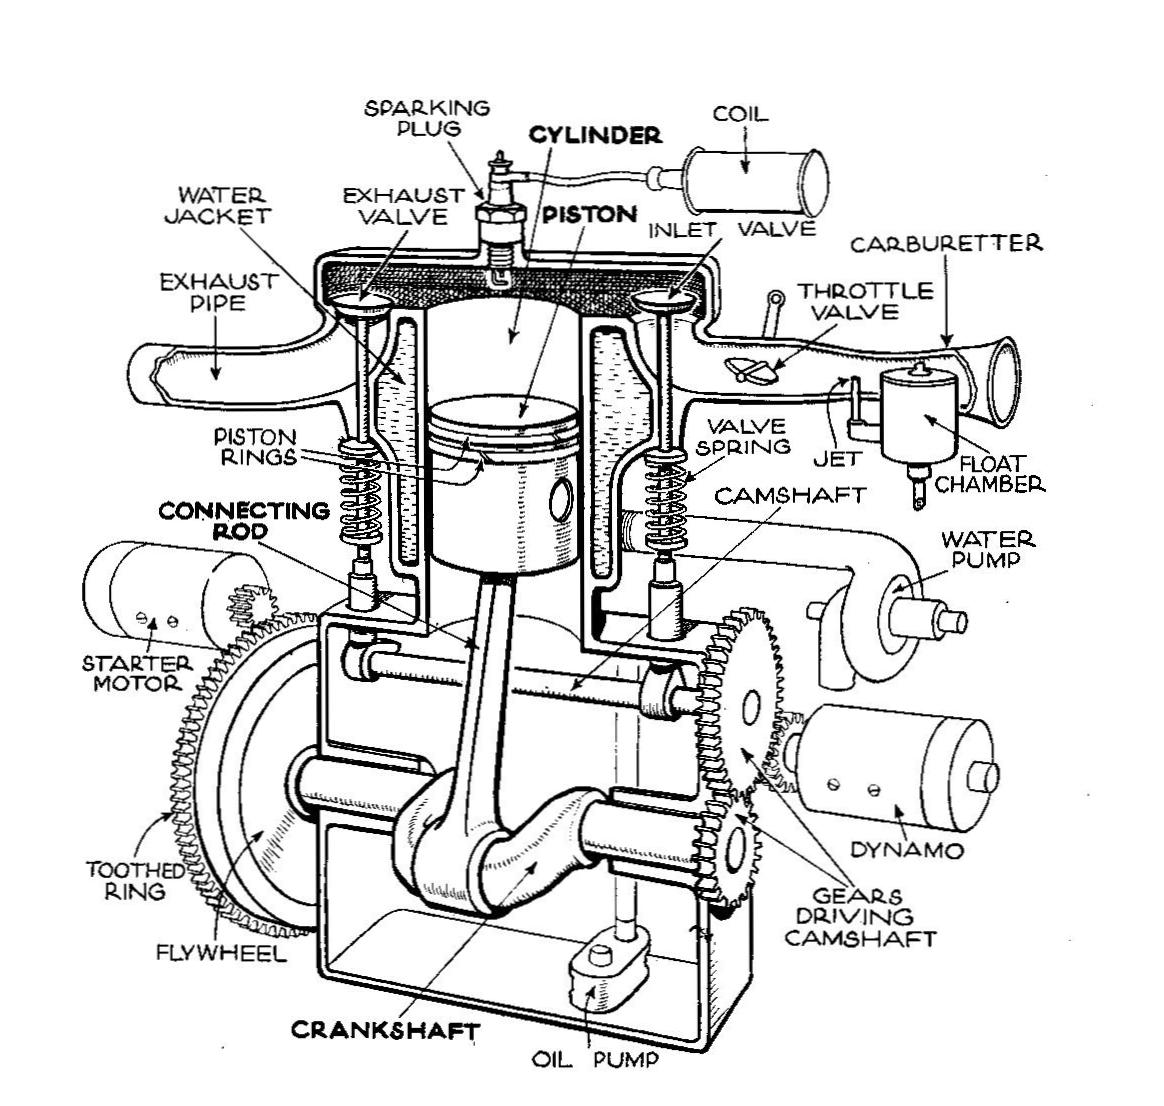 SPARKING
PLUG
CYLINDER
COIL
WATER
JACKET
EXHAUST
VALVE
PISTON
INLET VALVE
CARBURETTER
EXHAUST
PIPE
THROTTLE
VALVE
PISTON
RINGS
VALVE
SPRING
JET
FLOAT
CHAMBER
CONNECTING
ROD
CAMSHAFT
WATER
PUMP
STARTER
MOTOR
DYNAMO
TOOTHED
RING
GEARS
DRIVING
CAMSHAFT
FLYWHEEL
CRANKSHAFT
OIL PUMP